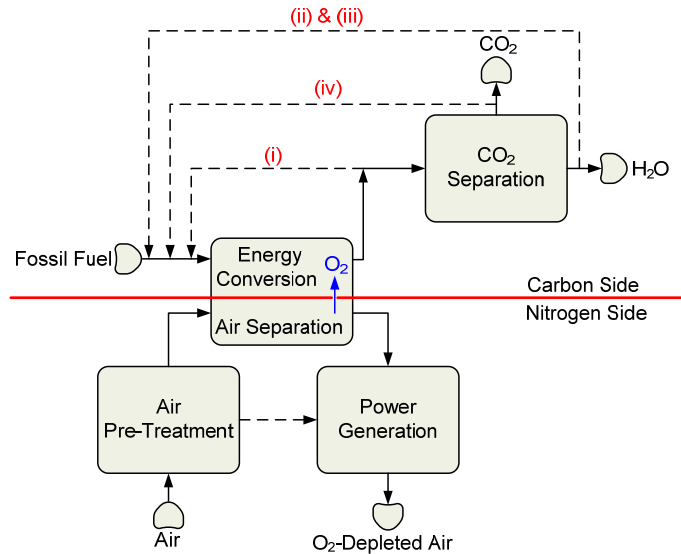 (ii) & (iii)
CO₂
(iv)
(i)
CO₂
Separation
H₂O
Fossil Fuel
Energy
Conversion
O₂
Carbon Side
Nitrogen Side
Air Separation
Air
Pre-Treatment
Power
Generation
Air
O₂-Depleted Air